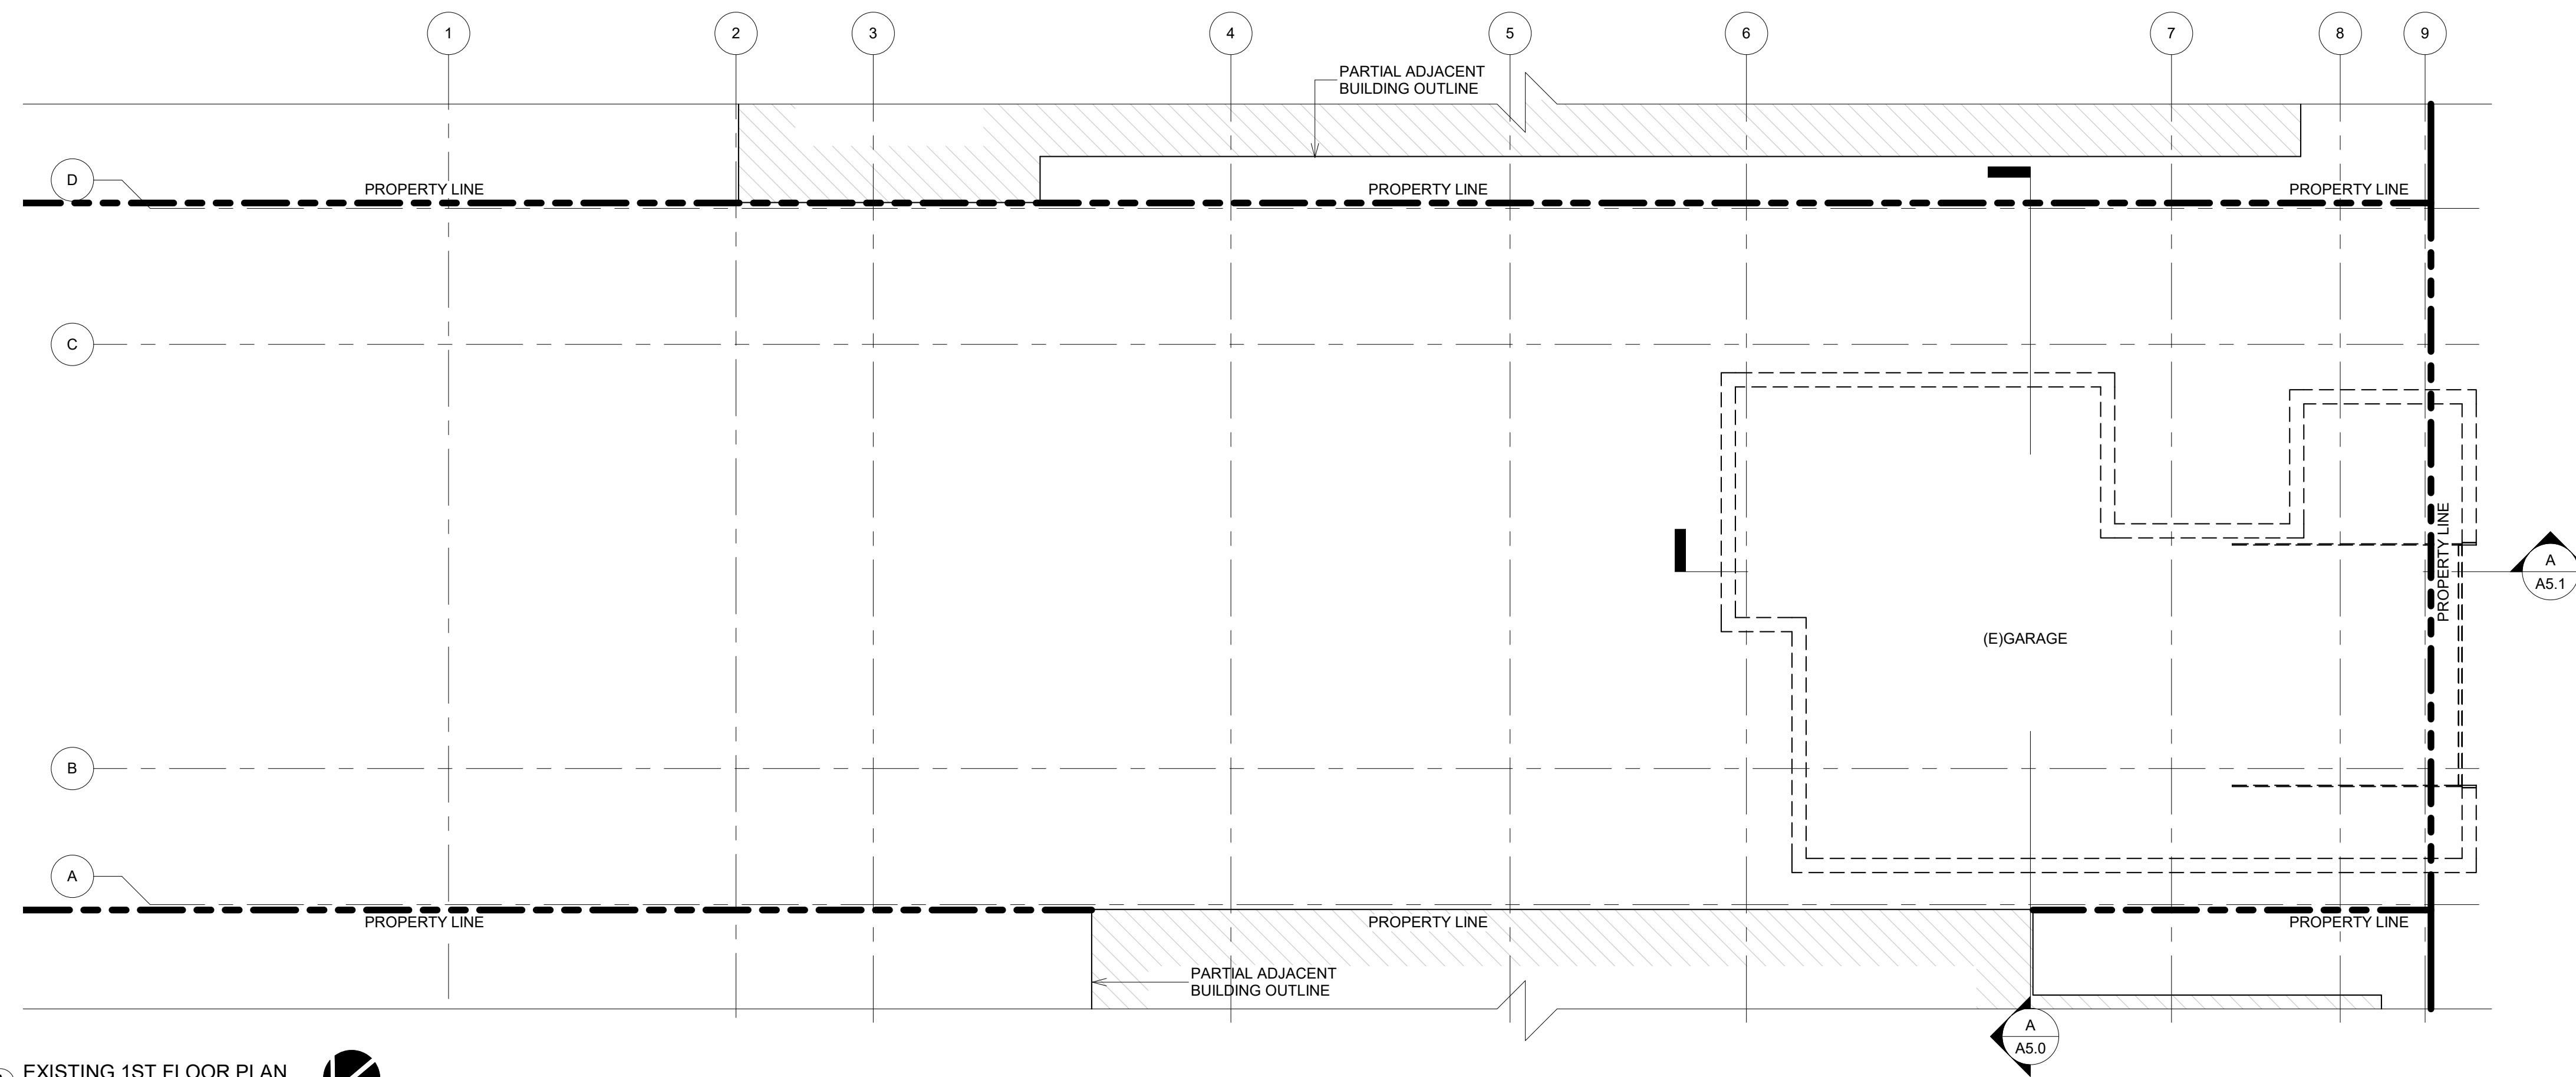 1
2
3
4
5
6
7
8
9
PARTIAL ADJACENT
BUILDING OUTLINE
D
PROPERTY LINE
PROPERTY LINE
PROPERTY LINE
C
PROPERTY LINE
A
A5.1
(E)GARAGE
B
A
PROPERTY LINE
PROPERTY LINE
PROPERTY LINE
PARTIAL ADJACENT
BUILDING OUTLINE
A
A5.0
EXISTING 1ST FLOOR PLAN